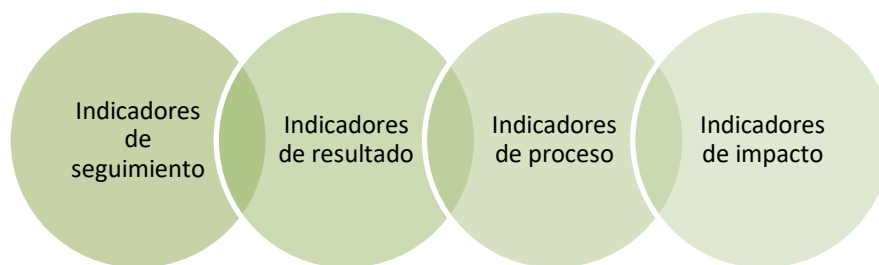 Indicadores
de
seguimiento
Indicadores
de resultado
Indicadores
de proceso
Indicadores
de impacto